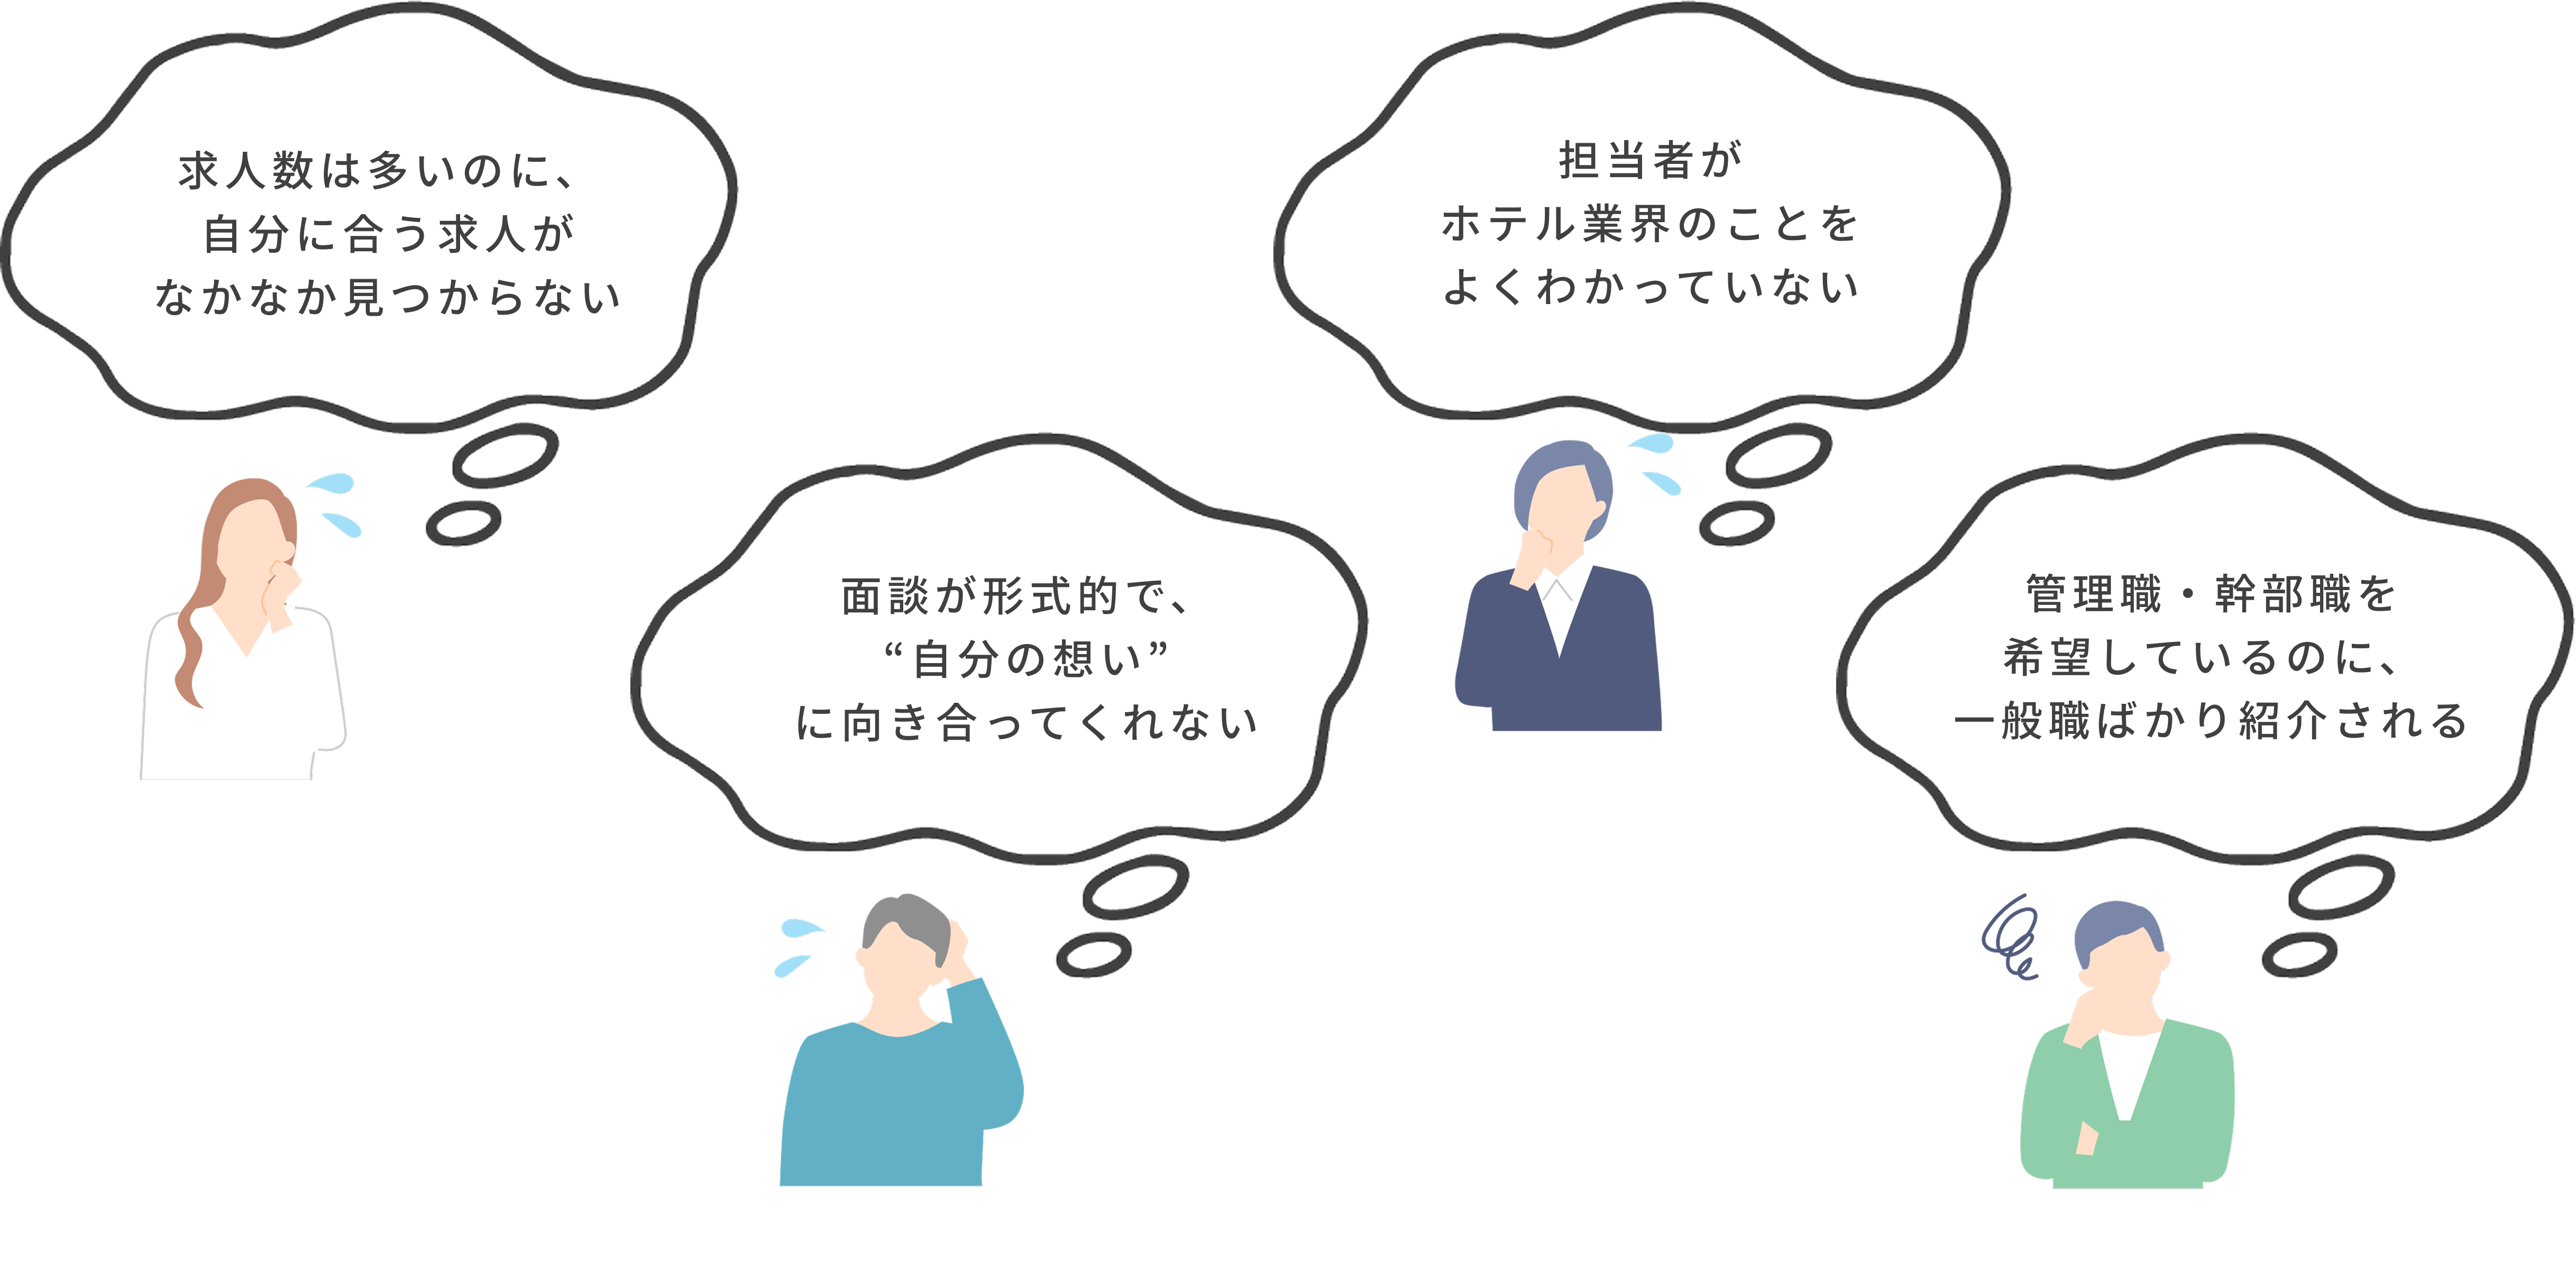 求人数は多いのに、
自分に合う求人が
なかなか見つからない
面談が形式的で、
“自分の想い”
に向き合ってくれない
担当者が
ホテル業界のことを
よくわかっていない
管理職・幹部職を
希望しているのに、
一般職ばかり紹介される